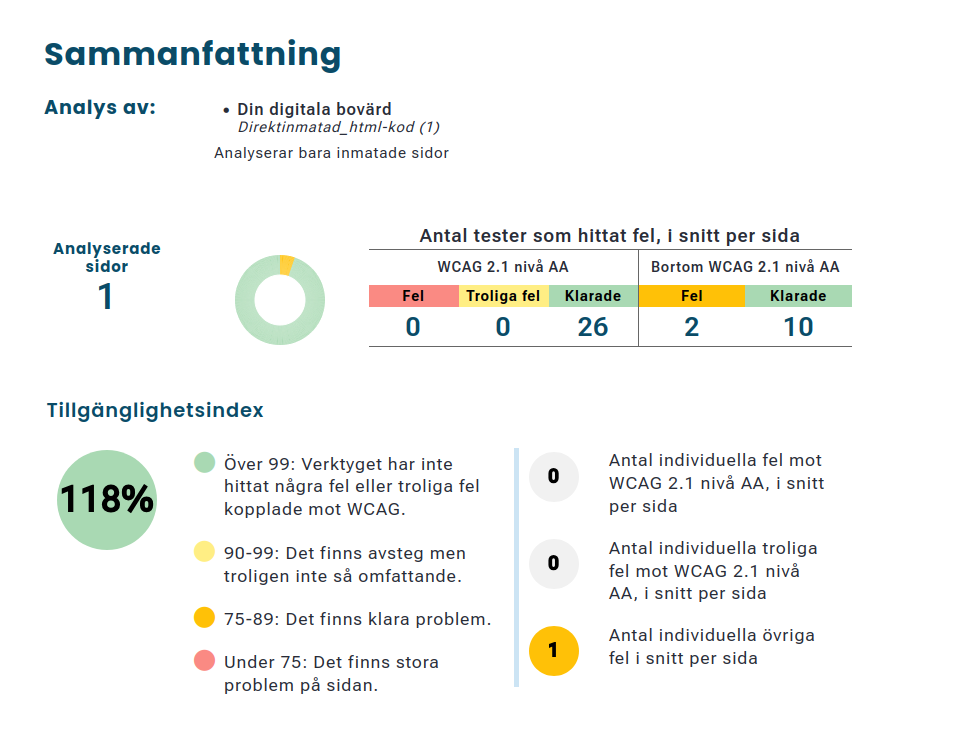 Sammanfattning
Analys av:
• Din digitala bovärd
Direktinmatad_html-kod (1)
Analyserar bara inmatade sidor
Analyserade
sidor
1
Antal tester som hittat fel, i snitt per sida
WCAG 2.1 nivå AA Bortom WCAG 2.1 nivå AA
Fel Troliga fel Klarade Fel Klarade
0 0 26 2 10
Tillgänglighetsindex
118%
Över 99: Verktyget har inte
hittat några fel eller troliga fel
kopplade mot WCAG.
90-99: Det finns avsteg men
troligen inte så omfattande.
75-89: Det finns klara problem.
Under 75: Det finns stora
problem på sidan.
0
Antal individuella fel mot
WCAG 2.1 nivå AA, i snitt
per sida
0
Antal individuella troliga
fel mot WCAG 2.1 nivå
AA, i snitt per sida
1
Antal individuella övriga
fel i snitt per sida